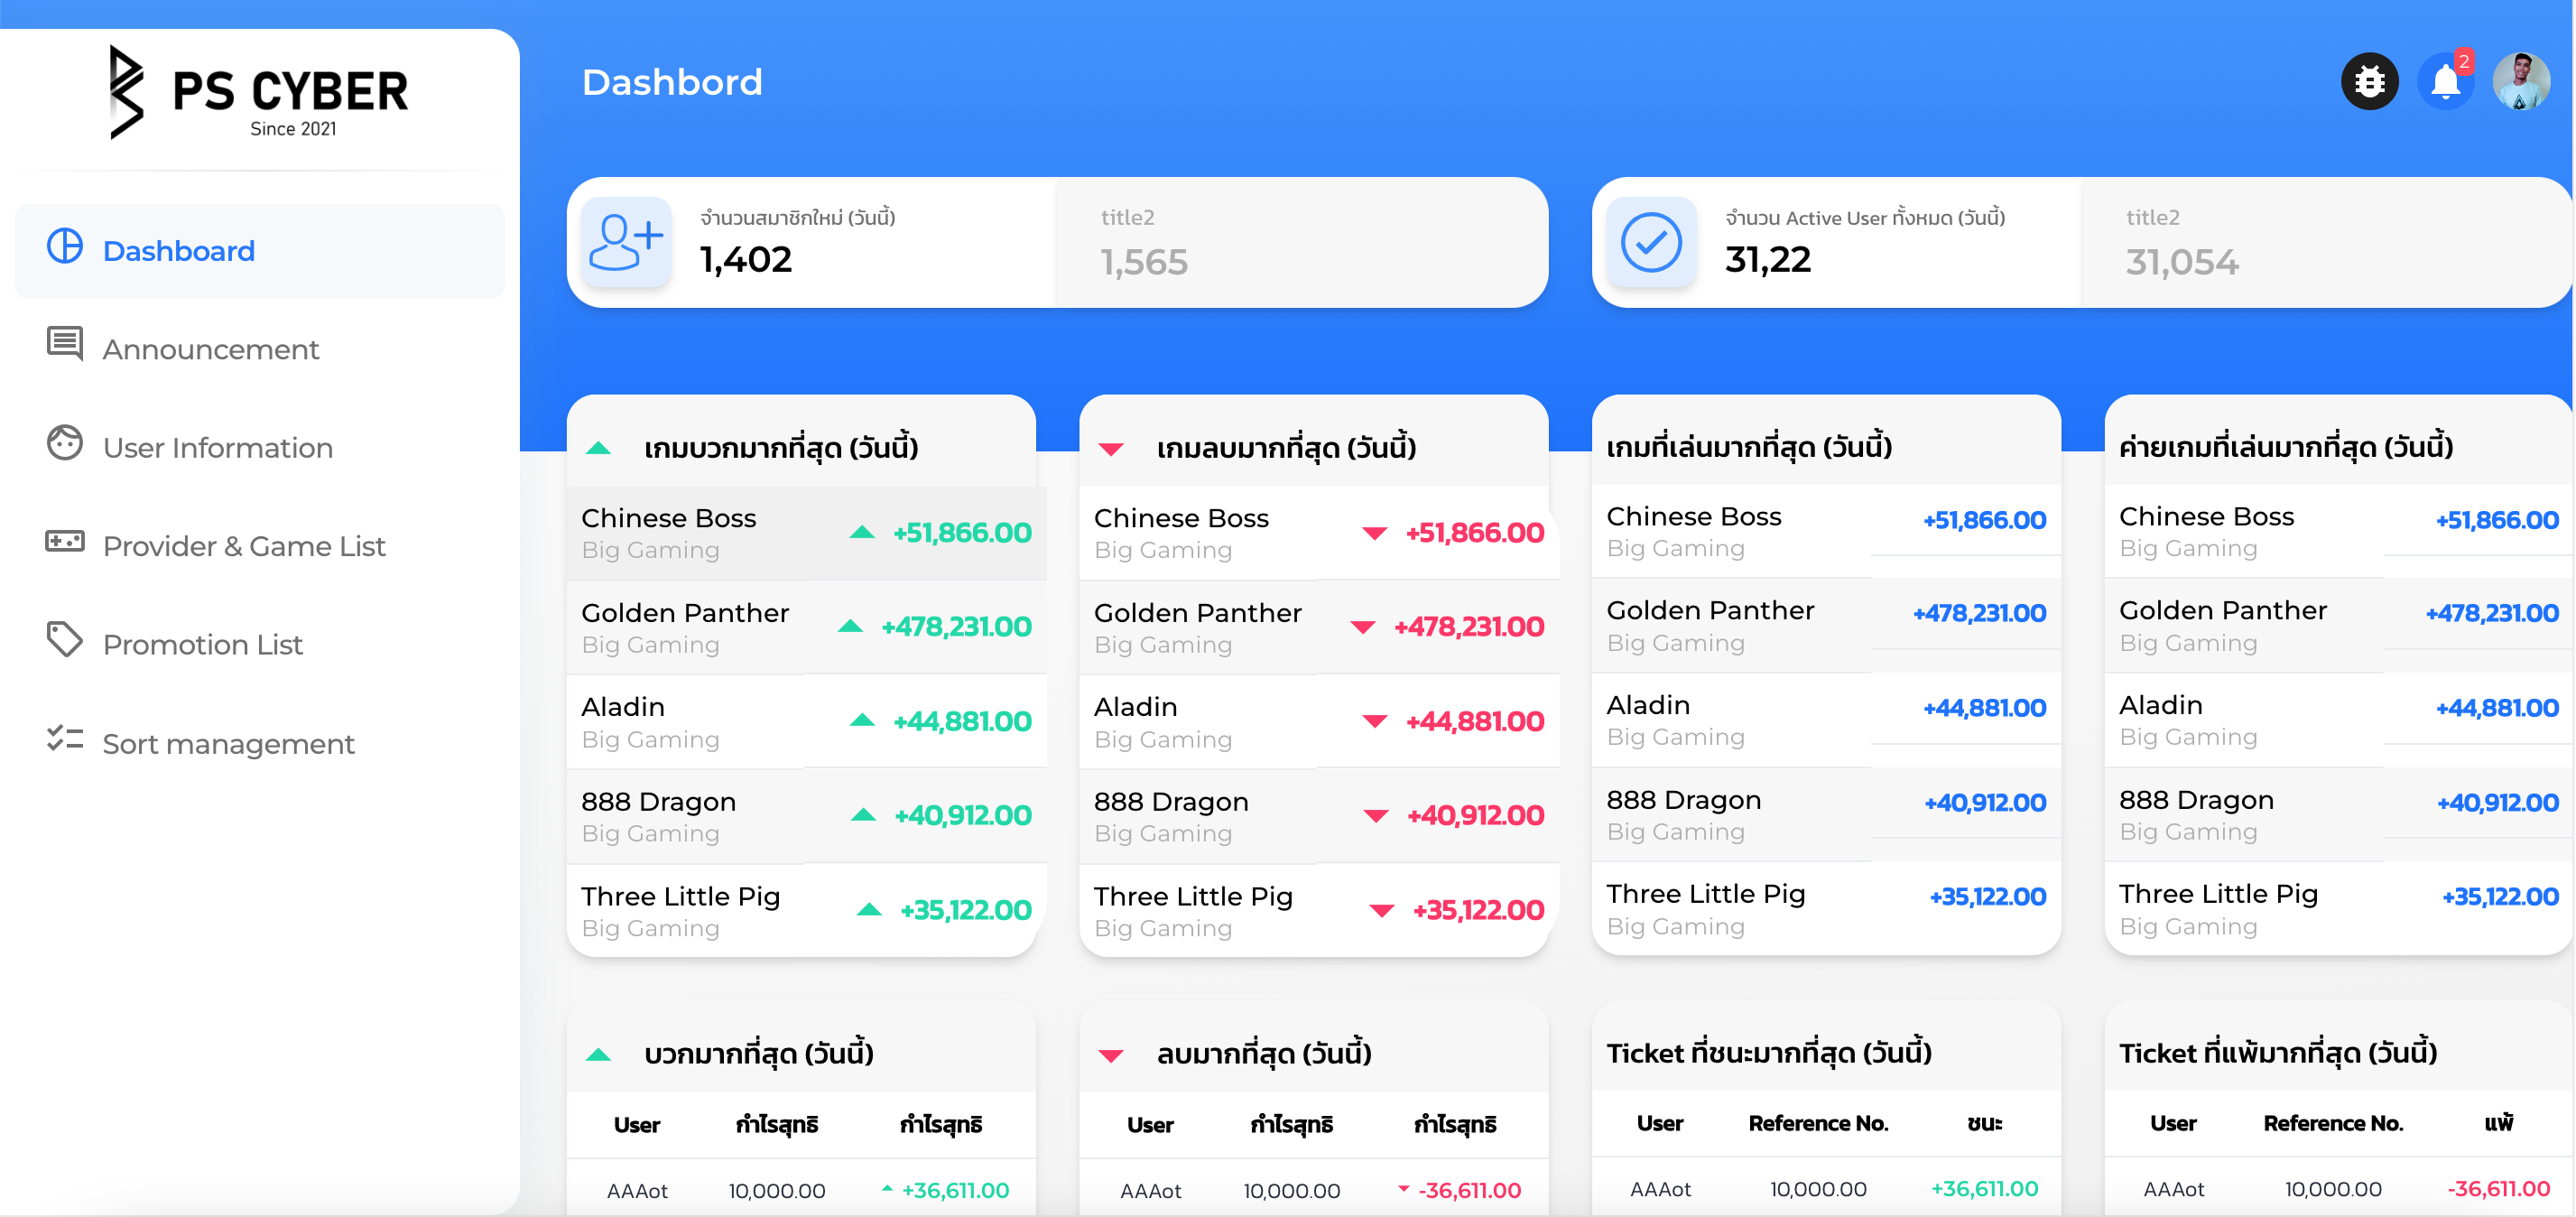 PS CYBER
Since 2021
Dashboard
Announcement
User Information
Provider & Game List
Promotion List
Sort management
Dashbord
2
จำนวนสมาชิกใหม่ (วันนี้)
1,402
title2
1,565
จำนวน Active User ทั้งหมด (วันนี้)
31,22
title2
31,054
เกมบวกมากที่สุด (วันนี้)
Chinese Boss
Big Gaming
+51,866.00
Golden Panther
Big Gaming
+478,231.00
Aladin
Big Gaming
+44,881.00
888 Dragon
Big Gaming
+40,912.00
Three Little Pig
Big Gaming
+35,122.00
เกมลบมากที่สุด (วันนี้)
Chinese Boss
Big Gaming
+51,866.00
Golden Panther
Big Gaming
+478,231.00
Aladin
Big Gaming
+44,881.00
888 Dragon
Big Gaming
+40,912.00
Three Little Pig
Big Gaming
+35,122.00
เกมที่เล่นมากที่สุด (วันนี้)
Chinese Boss
Big Gaming
+51,866.00
Golden Panther
Big Gaming
+478,231.00
Aladin
Big Gaming
+44,881.00
888 Dragon
Big Gaming
+40,912.00
Three Little Pig
Big Gaming
+35,122.00
ค่ายเกมที่เล่นมากที่สุด (วันนี้)
Chinese Boss
Big Gaming
+51,866.00
Golden Panther
Big Gaming
+478,231.00
Aladin
Big Gaming
+44,881.00
888 Dragon
Big Gaming
+40,912.00
Three Little Pig
Big Gaming
+35,122.00
บวกมากที่สุด (วันนี้)
User กำไรสุทธิ กำไรสุทธิ
AAAot 10,000.00 +36,611.00
ลบมากที่สุด (วันนี้)
User กำไรสุทธิ กำไรสุทธิ
AAAot 10,000.00 -36,611.00
Ticket ที่ชนะมากที่สุด (วันนี้)
User Reference No. ชนะ
AAAot 10,000.00 +36,611.00
Ticket ที่แพ้มากที่สุด (วันนี้)
User Reference No. แพ้
AAAot 10,000.00 -36,611.00